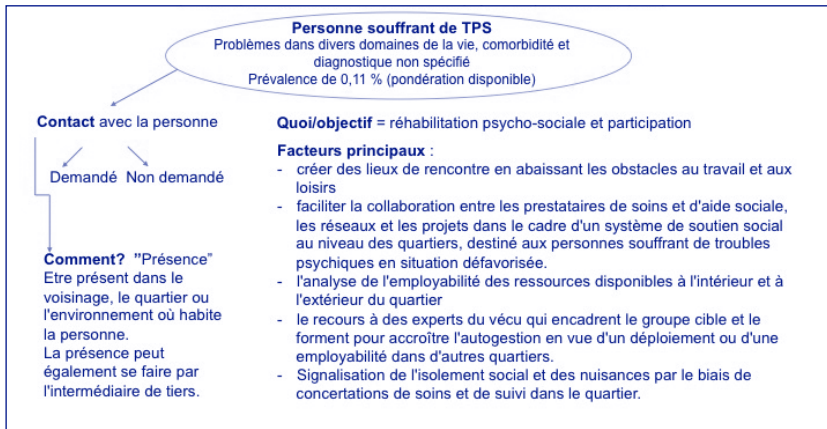 Personne souffrant de TPS
Problèmes dans divers domaines de la vie, comorbidité et
diagnostique non spécifié
Prévalence de 0,11 % (pondération disponible)
Contact avec la personne
Demandé Non demandé
Comment? "Présence"
Etre présent dans le
voisinage, le quartier ou
l'environnement où habite
la personne.
La présence peut
également se faire par
l'intermédiaire de tiers.
Quoi/objectif = réhabilitation psycho-sociale et participation
Facteurs principaux :
- créer des lieux de rencontre en abaissant les obstacles au travail et aux
loisirs
- faciliter la collaboration entre les prestataires de soins et d'aide sociale,
les réseaux et les projets dans le cadre d'un système de soutien social
au niveau des quartiers, destiné aux personnes souffrant de troubles
psychiques en situation défavorisée.
- l'analyse de l'employabilité des ressources disponibles à l'intérieur et à
l'extérieur du quartier
- le recours à des experts du vécu qui encadrent le groupe cible et le
forment pour accroître l'autogestion en vue d'un déploiement ou d'une
employabilité dans d'autres quartiers.
- Signalisation de l'isolement social et des nuisances par le biais de
concertations de soins et de suivi dans le quartier.